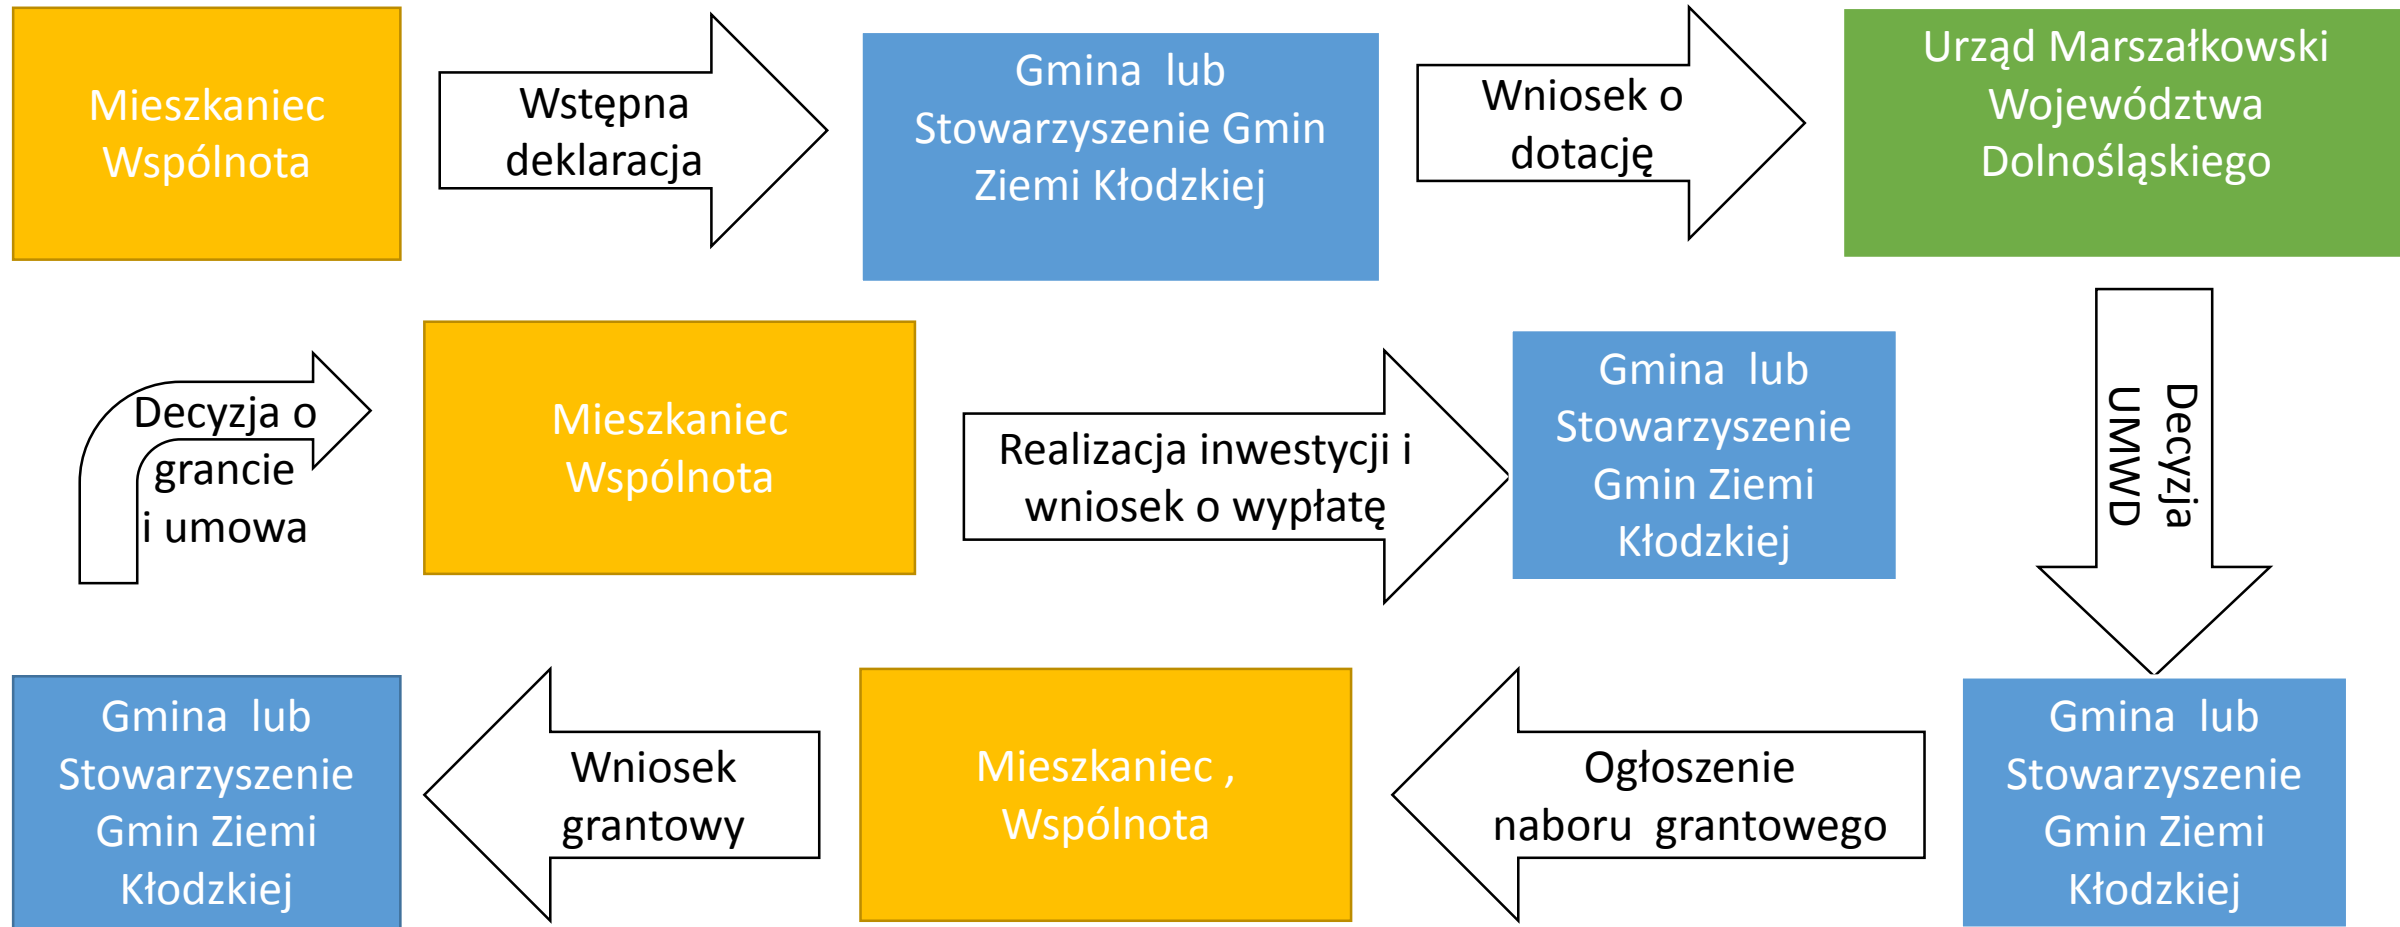 Mieszkaniec
Wspólnota
Wstępna
deklaracja
Gmina  lub
Stowarzyszenie Gmin
Ziemi Kłodzkiej
Wniosek o
dotację
Urząd Marszałkowski
Województwa
Dolnośląskiego
Decyzja o
grancie
i umowa
Mieszkaniec
Wspólnota
Realizacja inwestycji i
wniosek o wypłatę
Gmina  lub
Stowarzyszenie
Gmin Ziemi
Kłodzkiej
Decyzja
UMWD
Gmina  lub
Stowarzyszenie
Gmin Ziemi
Kłodzkiej
Wniosek
grantowy
Mieszkaniec ,
Wspólnota
Ogłoszenie
naboru  grantowego
Gmina  lub
Stowarzyszenie
Gmin Ziemi
Kłodzkiej